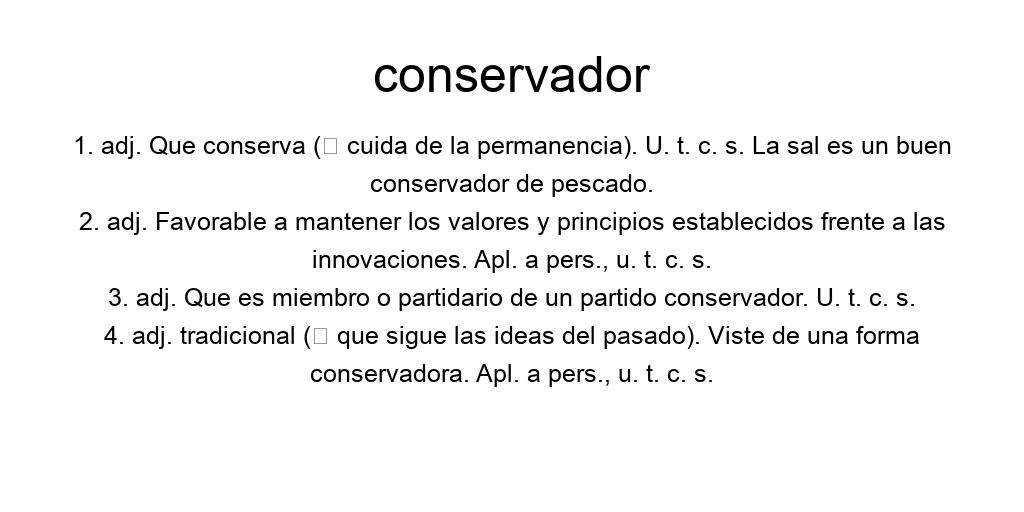 conservador
1. adj. Que conserva (▯ cuida de la permanencia). U. t. c. s. La sal es un buen
conservador de pescado.
2. adj. Favorable a mantener los valores y principios establecidos frente a las
innovaciones. Apl. a pers., u. t. c. s.
3. adj. Que es miembro o partidario de un partido conservador. U. t. c. s.
4. adj. tradicional (▯ que sigue las ideas del pasado). Viste de una forma
conservadora. Apl. a pers., u. t. c. s.